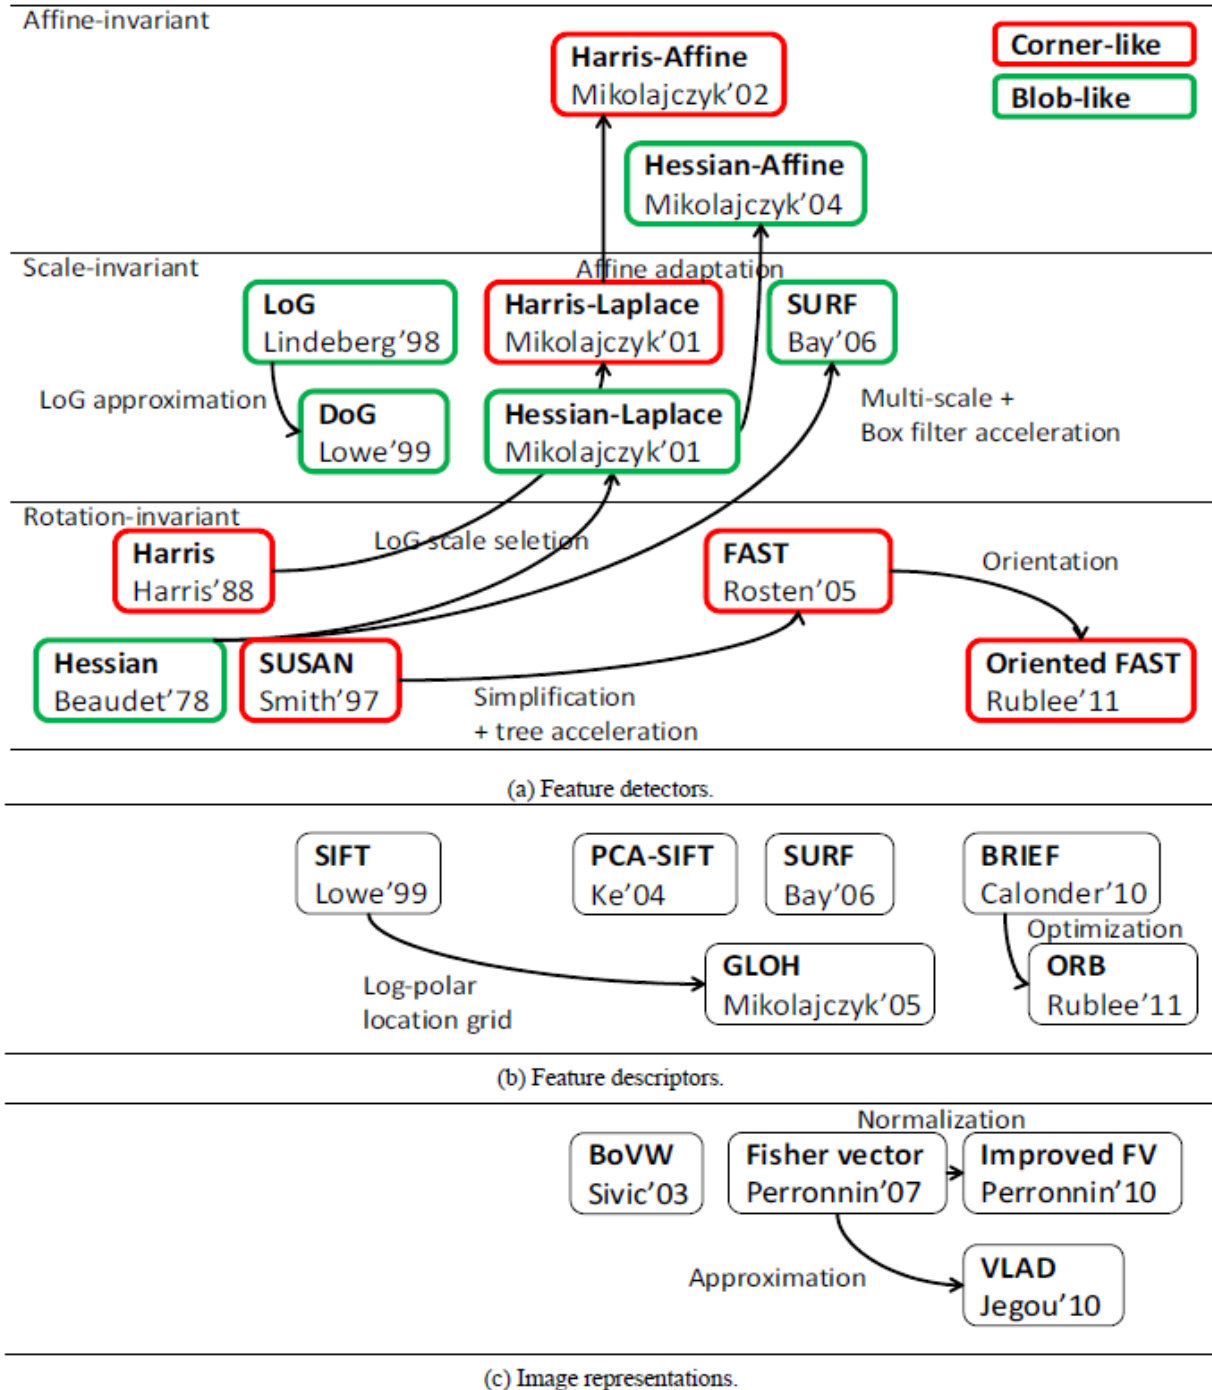 Affine-invariant
Harris-Affine
Mikolajczyk'02
Corner-like
Blob-like
Hessian-Affine
Mikolajczyk'04
Scale-invariant
Affine adaptation
LoG
Lindeberg'98
Harris-Laplace
Mikolajczyk'01
SURF
Bay'06
LoG approximation
DoG
Lowe'99
Hessian-Laplace
Mikolajczyk'01
Multi-scale +
Box filter acceleration
Rotation-invariant
Harris
Harris'88
LoG scale seletion
FAST
Rosten'05
Orientation
Hessian
Beaudet'78
SUSAN
Smith'97
Simplification
+ tree acceleration
Oriented FAST
Rublee'11
(a) Feature detectors.
SIFT
Lowe'99
PCA-SIFT
Ke'04
SURF
Bay'06
BRIEF
Calonder'10
Optimization
Log-polar
location grid
GLOH
Mikolajczyk'05
ORB
Rublee'11
(b) Feature descriptors.
Normalization
BoVW
Sivic'03
Fisher vector
Perronnin'07
Improved FV
Perronnin'10
Approximation
VLAD
Jegou'10
(c) Image representations.